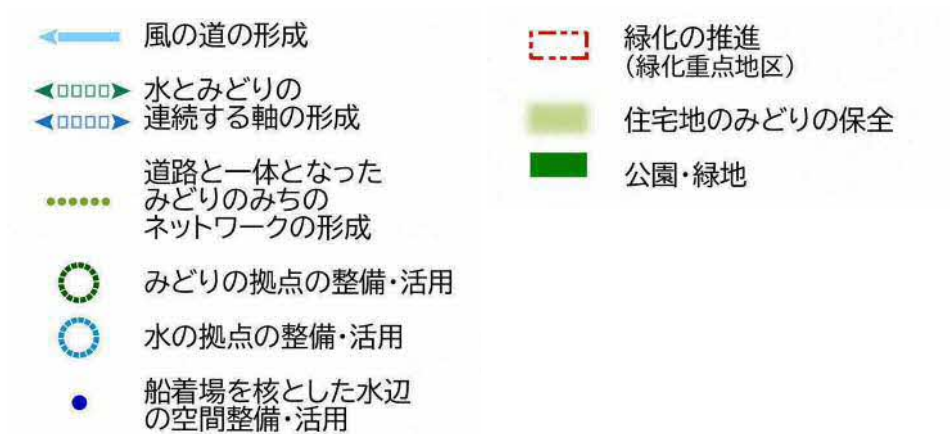 風の道の形成
水とみどりの
連続する軸の形成
道路と一体となった
みどりのみちの
ネットワークの形成
みどりの拠点の整備・活用
水の拠点の整備・活用
船着場を核とした水辺
の空間整備・活用
緑化の推進
(緑化重点地区)
住宅地のみどりの保全
公園・緑地